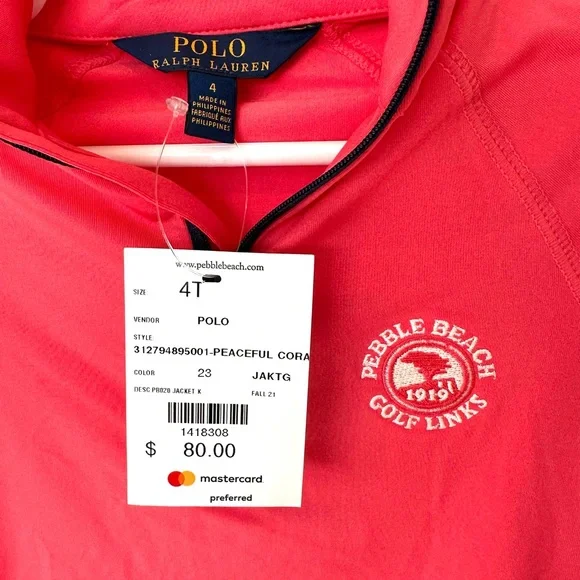 POLO
RALPH LAUREN
4
MADE IN
PHILIPPINES
FABRIQUÉ AUX
PHILIPPINES
www.pebblebeach.com
SIZE 4T
VENDOR POLO
STYLE
312794895001-PEACEFUL CORA
COLOR 23 JAKTG
DESC PB020 JACKET K FALL 21
1418308
$ 80.00
mastercard
preferred
PEBBLE BEACH
1919
GOLF LINKS